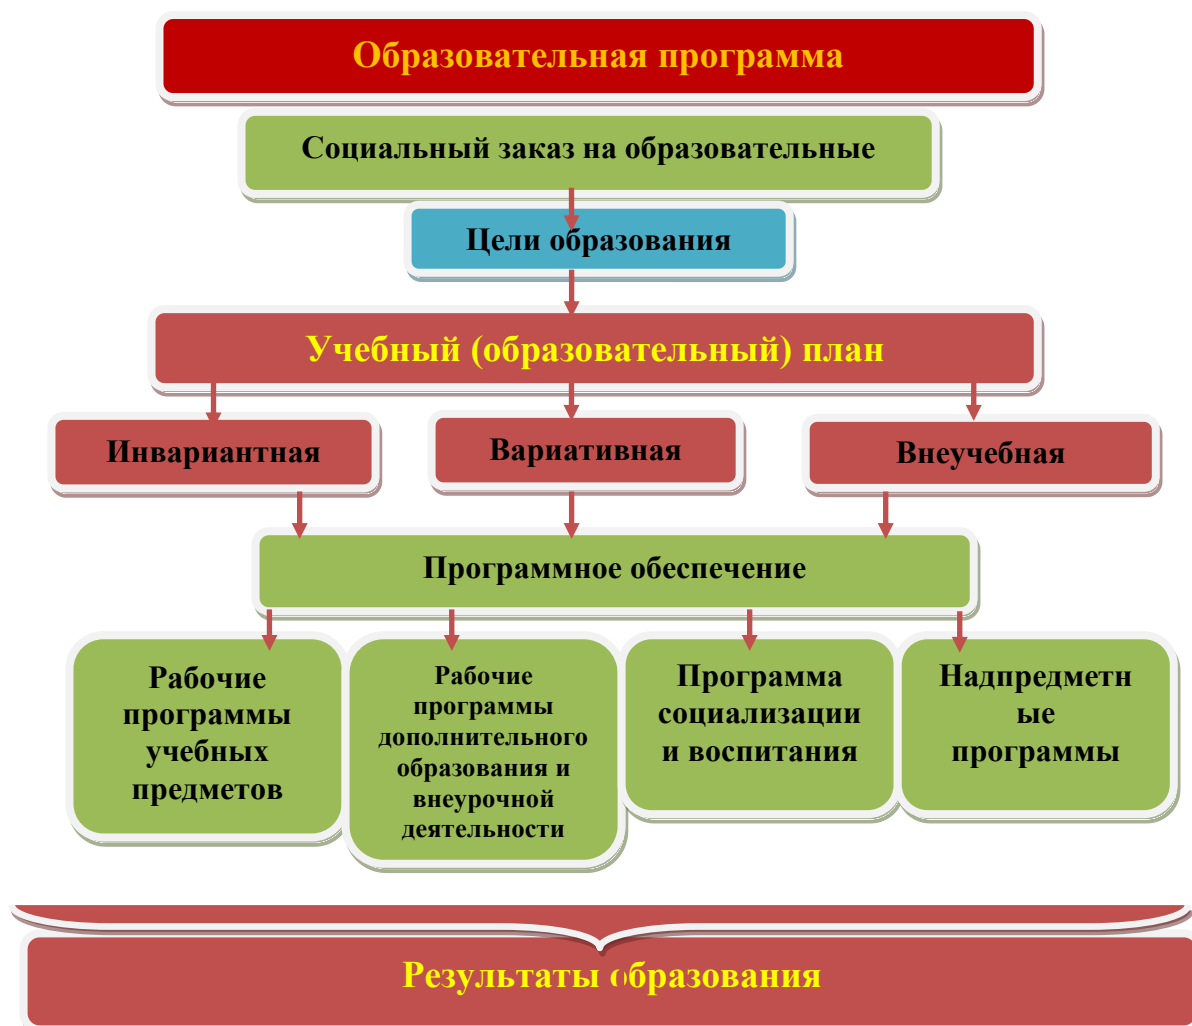 Образовательная программа
Социальный заказ на образовательные
Цели образования
Учебный (образовательный) план
Инвариантная
Вариативная
Внеучебная
Программное обеспечение
Рабочие
программы
учебных
предметов
Рабочие
программы
дополнительного
образования и
внеурочной
деятельности
Программа
социализации
и воспитания
Надпредметн
ые
программы
Результаты образования